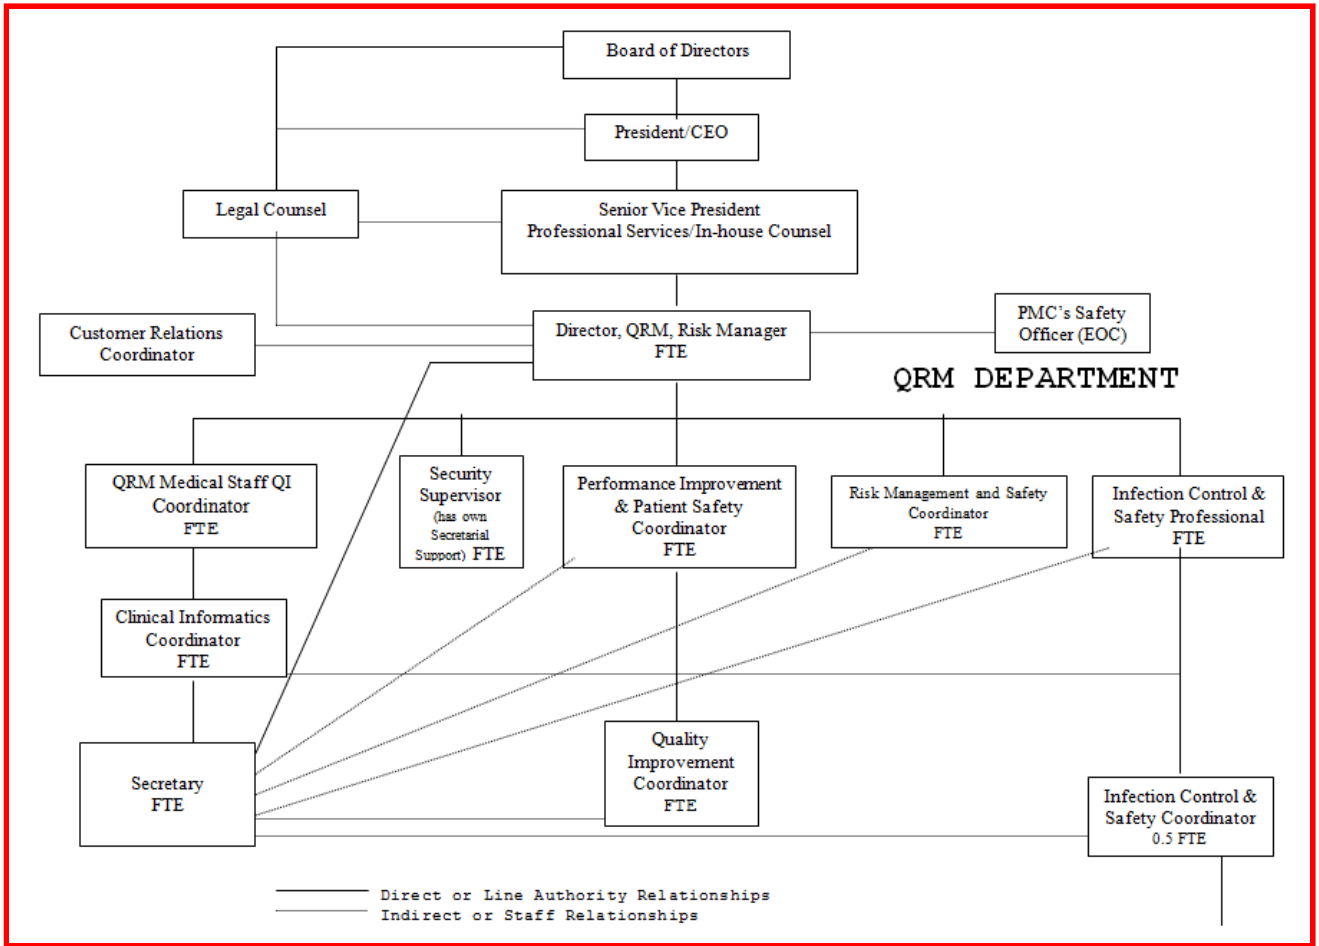 Board of Directors
President/CEO
Legal Counsel
Senior Vice President
Professional Services/In-house Counsel
Customer Relations
Coordinator
Director, QRM, Risk Manager
FTE
PMC's Safety
Officer (EOC)
QRM DEPARTMENT
QRM Medical Staff QI
Coordinator
FTE
Security
Supervisor
(has own
Secretarial
Support) FTE
Performance Improvement
& Patient Safety
Coordinator
FTE
Risk Management and Safety
Coordinator
FTE
Infection Control &
Safety Professional
FTE
Clinical Informatics
Coordinator
FTE
Secretary
FTE
Quality
Improvement
Coordinator
FTE
Infection Control &
Safety Coordinator
0.5 FTE
Direct or Line Authority Relationships
Indirect or Staff Relationships